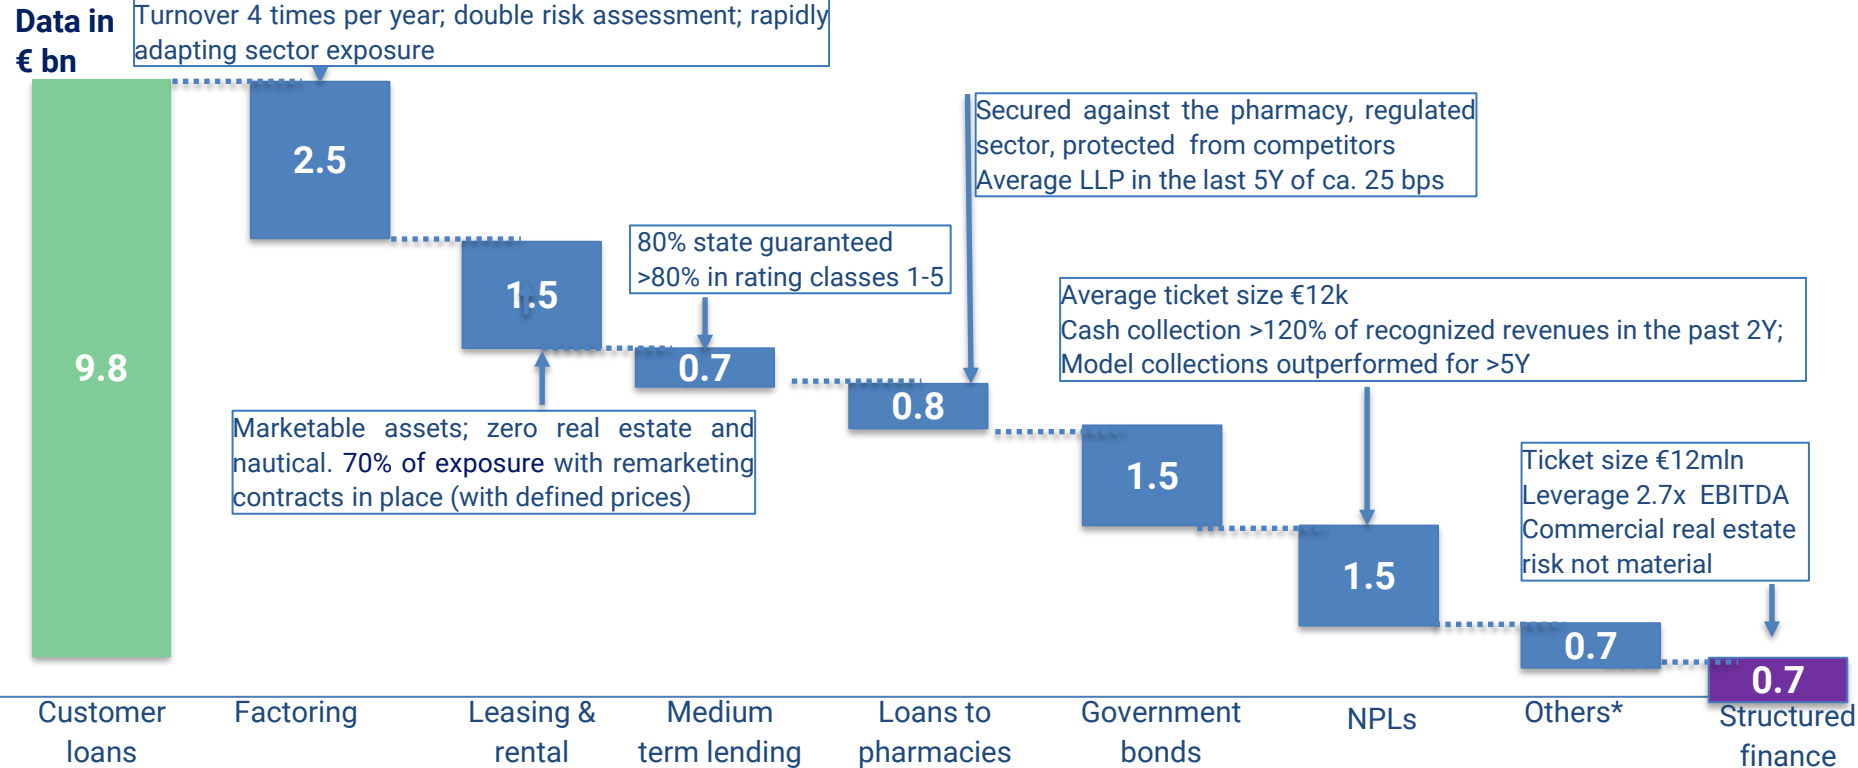 Data in
€ bn
Turnover 4 times per year; double risk assessment; rapidly
adapting sector exposure
Secured against the pharmacy, regulated
sector, protected from competitors
Average LLP in the last 5Y of ca. 25 bps
2.5
80% state guaranteed
>80% in rating classes 1-5
1.5
Average ticket size €12k
Cash collection >120% of recognized revenues in the past 2Y;
Model collections outperformed for >5Y
9.8
0.7
0.8
Marketable assets; zero real estate and
nautical. 70% of exposure with remarketing
contracts in place (with defined prices)
1.5
Ticket size €12mln
Leverage 2.7x EBITDA
Commercial real estate
risk not material
1.5
0.7
0.7
Customer
loans
Factoring
Leasing &
rental
Medium
term lending
Loans to
pharmacies
Government
bonds
NPLs
Others*
Structured
finance